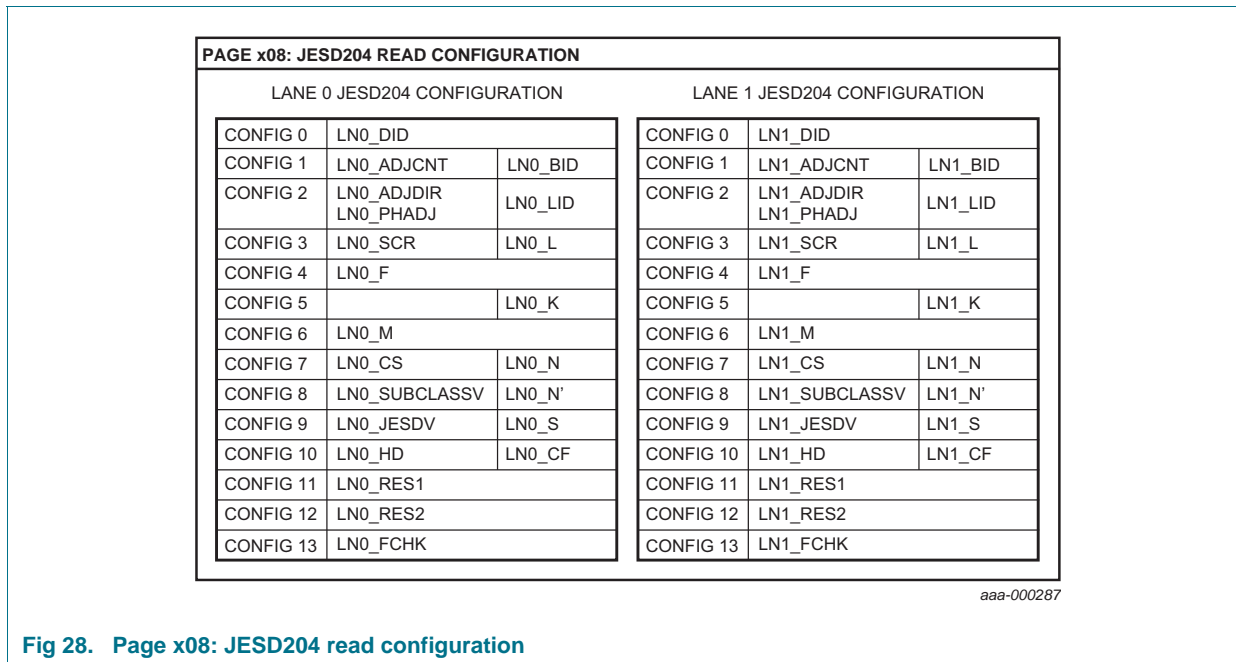 PAGE x08: JESD204 READ CONFIGURATION
LANE 0 JESD204 CONFIGURATION
CONFIG 0 LN0_DID
CONFIG 1 LN0_ADJCNT LN0_BID
CONFIG 2 LN0_ADJDIR LN0_LID
LN0_PHADJ
CONFIG 3 LN0_SCR LN0_L
CONFIG 4 LN0_F
CONFIG 5 LN0_K
CONFIG 6 LN0_M
CONFIG 7 LN0_CS LN0_N
CONFIG 8 LN0_SUBCLASSV LN0_N’
CONFIG 9 LN0_JESDV LN0_S
CONFIG 10 LN0_HD LN0_CF
CONFIG 11 LN0_RES1
CONFIG 12 LN0_RES2
CONFIG 13 LN0_FCHK
LANE 1 JESD204 CONFIGURATION
CONFIG 0 LN1_DID
CONFIG 1 LN1_ADJCNT LN1_BID
CONFIG 2 LN1_ADJDIR LN1_LID
LN1_PHADJ
CONFIG 3 LN1_SCR LN1_L
CONFIG 4 LN1_F
CONFIG 5 LN1_K
CONFIG 6 LN1_M
CONFIG 7 LN1_CS LN1_N
CONFIG 8 LN1_SUBCLASSV LN1_N’
CONFIG 9 LN1_JESDV LN1_S
CONFIG 10 LN1_HD LN1_CF
CONFIG 11 LN1_RES1
CONFIG 12 LN1_RES2
CONFIG 13 LN1_FCHK
aaa-000287
Fig 28. Page x08: JESD204 read configuration